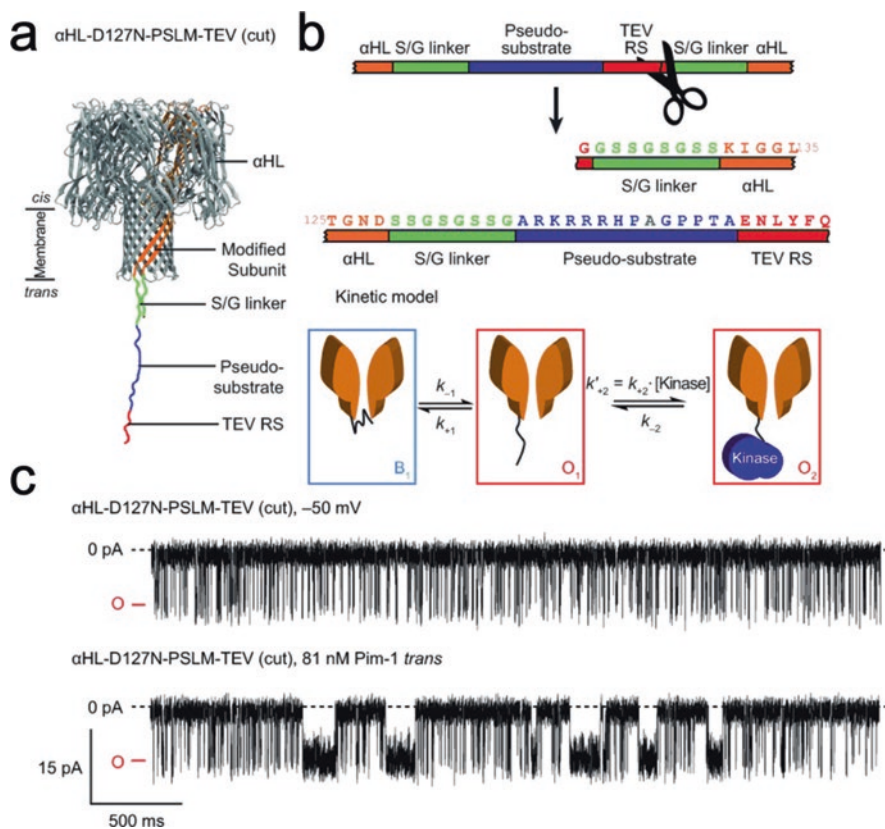 a
αHL-D127N-PSLM-TEV (cut)
αHL
cis
Membrane
trans
Modified
Subunit
S/G linker
Pseudo-
substrate
TEV RS
b
αHL S/G linker Pseudo-substrate TEV RS S/G linker αHL
GGSSGSGSSKIGGL135
S/G linker αHL
125TGNDSSGSGSSGARKRRRHPAGPPTAENLYFQ
αHL S/G linker Pseudo-substrate TEV RS
Kinetic model
k₋₁
k₊₁
k'₊₂ = k₊₂· [Kinase]
k₋₂
Kinase
B₁
O₁
O₂
c
αHL-D127N-PSLM-TEV (cut), –50 mV
0 pA
O
αHL-D127N-PSLM-TEV (cut), 81 nM Pim-1 trans
0 pA
O
15 pA
500 ms